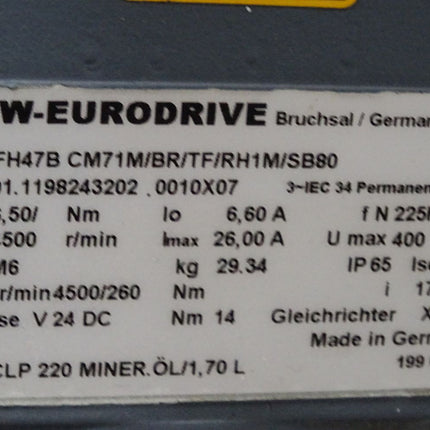 W-EURODRIVE Bruchsal / German
FH47B CM71M/BR/TF/RH1M/SB80
01.1198243202 .0010X07 3~IEC 34 Permanen
,50/ Nm Io 6,60 A f N 225
500 r/min Imax 26,00 A U max 400
M6 kg 29.34 IP 65 Iso
r/min 4500/260 Nm i 17
se V 24 DC Nm 14 Gleichrichter X
Made in Ger
CLP 220 MINER.ÖL/1,70 L 199